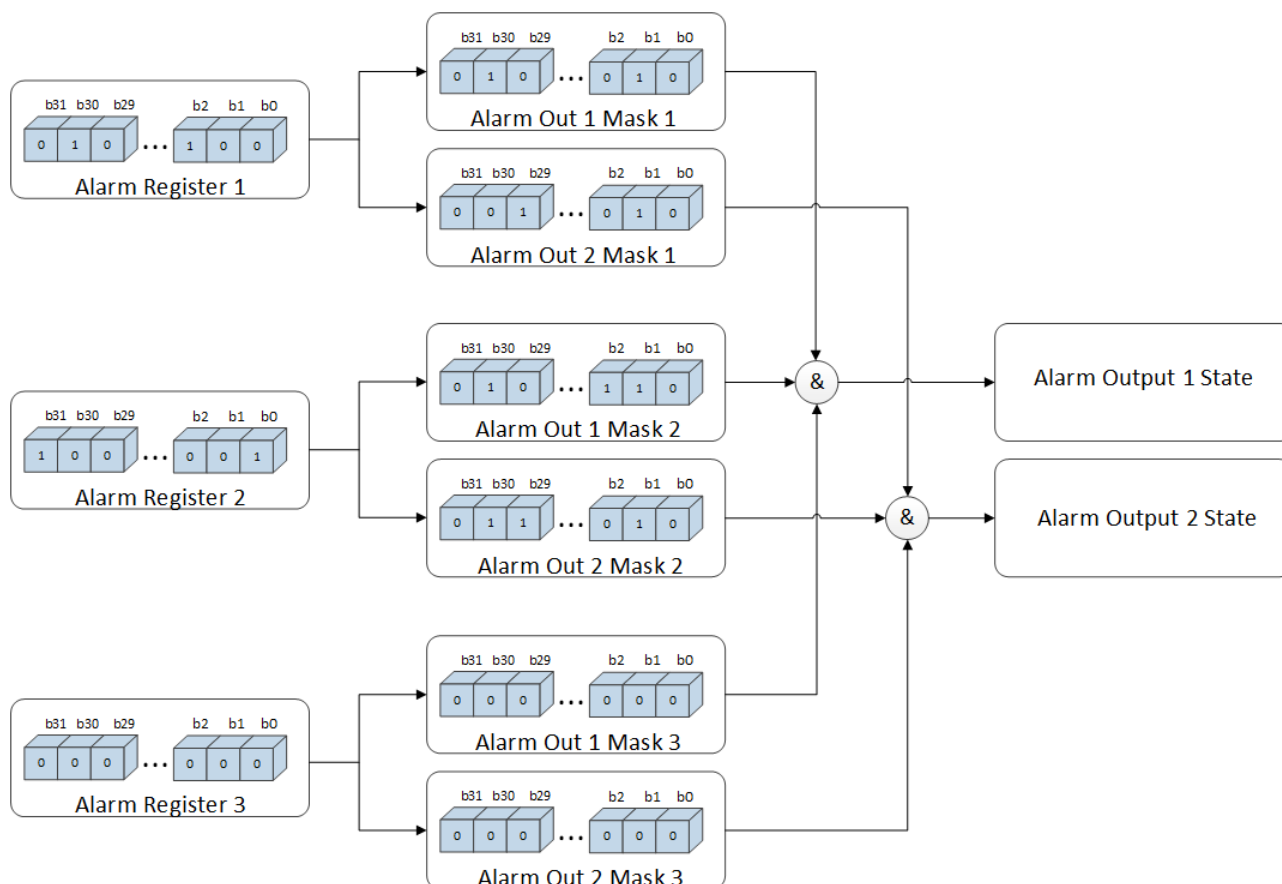 b31 b30 b29 b2 b1 b0
0 1 0 ... 0 1 0
Alarm Out 1 Mask 1
b31 b30 b29 b2 b1 b0
0 1 0 ... 1 0 0
Alarm Register 1
b31 b30 b29 b2 b1 b0
0 0 1 ... 0 1 0
Alarm Out 2 Mask 1
b31 b30 b29 b2 b1 b0
0 1 0 ... 1 1 0
Alarm Out 1 Mask 2
b31 b30 b29 b2 b1 b0
1 0 0 ... 0 0 1
Alarm Register 2
b31 b30 b29 b2 b1 b0
0 1 1 ... 0 1 0
Alarm Out 2 Mask 2
&
Alarm Output 1 State
&
Alarm Output 2 State
b31 b30 b29 b2 b1 b0
0 0 0 ... 0 0 0
Alarm Out 1 Mask 3
b31 b30 b29 b2 b1 b0
0 0 0 ... 0 0 0
Alarm Register 3
b31 b30 b29 b2 b1 b0
0 0 0 ... 0 0 0
Alarm Out 2 Mask 3